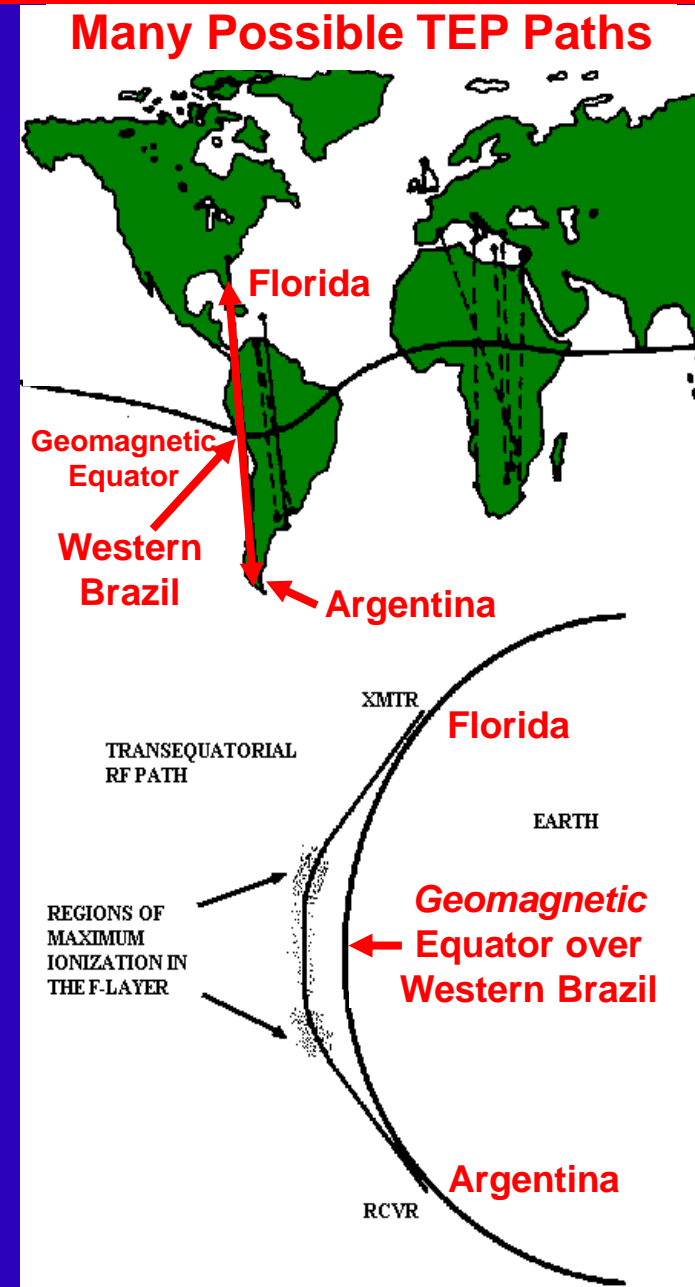 Many Possible TEP Paths
Florida
Geomagnetic
Equator
Western
Brazil
Argentina
XMTR
Florida
TRANSEQUATORIAL
RF PATH
EARTH
REGIONS OF
MAXIMUM
IONIZATION IN
THE F-LAYER
Geomagnetic
Equator over
Western Brazil
Argentina
RCVR